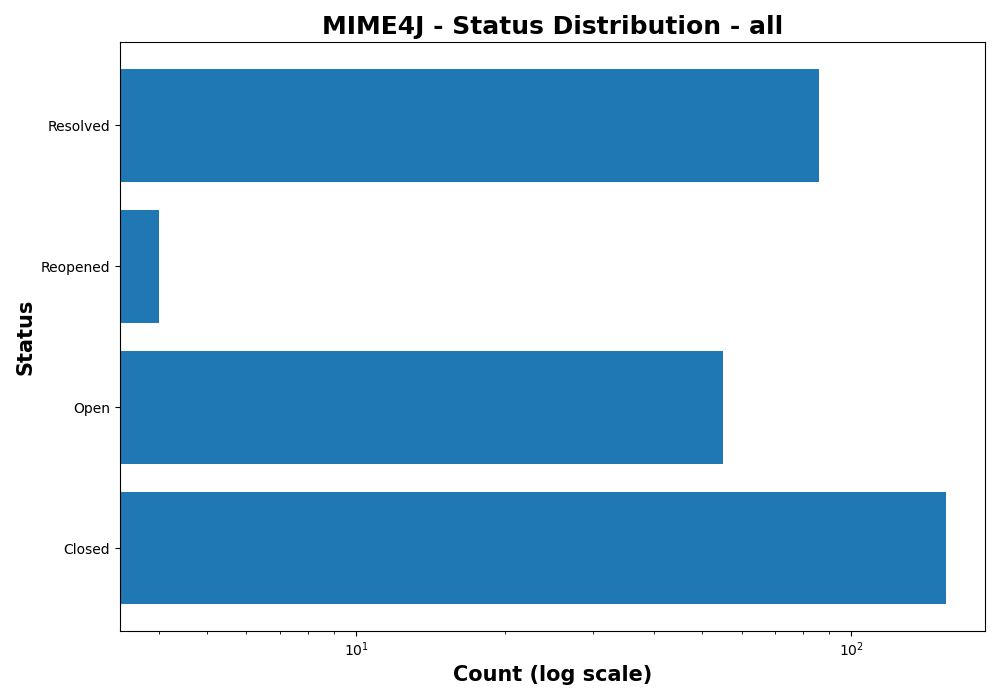 MIME4J - Status Distribution - all
Resolved
Reopened
Open
Closed
Status
10¹
10²
Count (log scale)